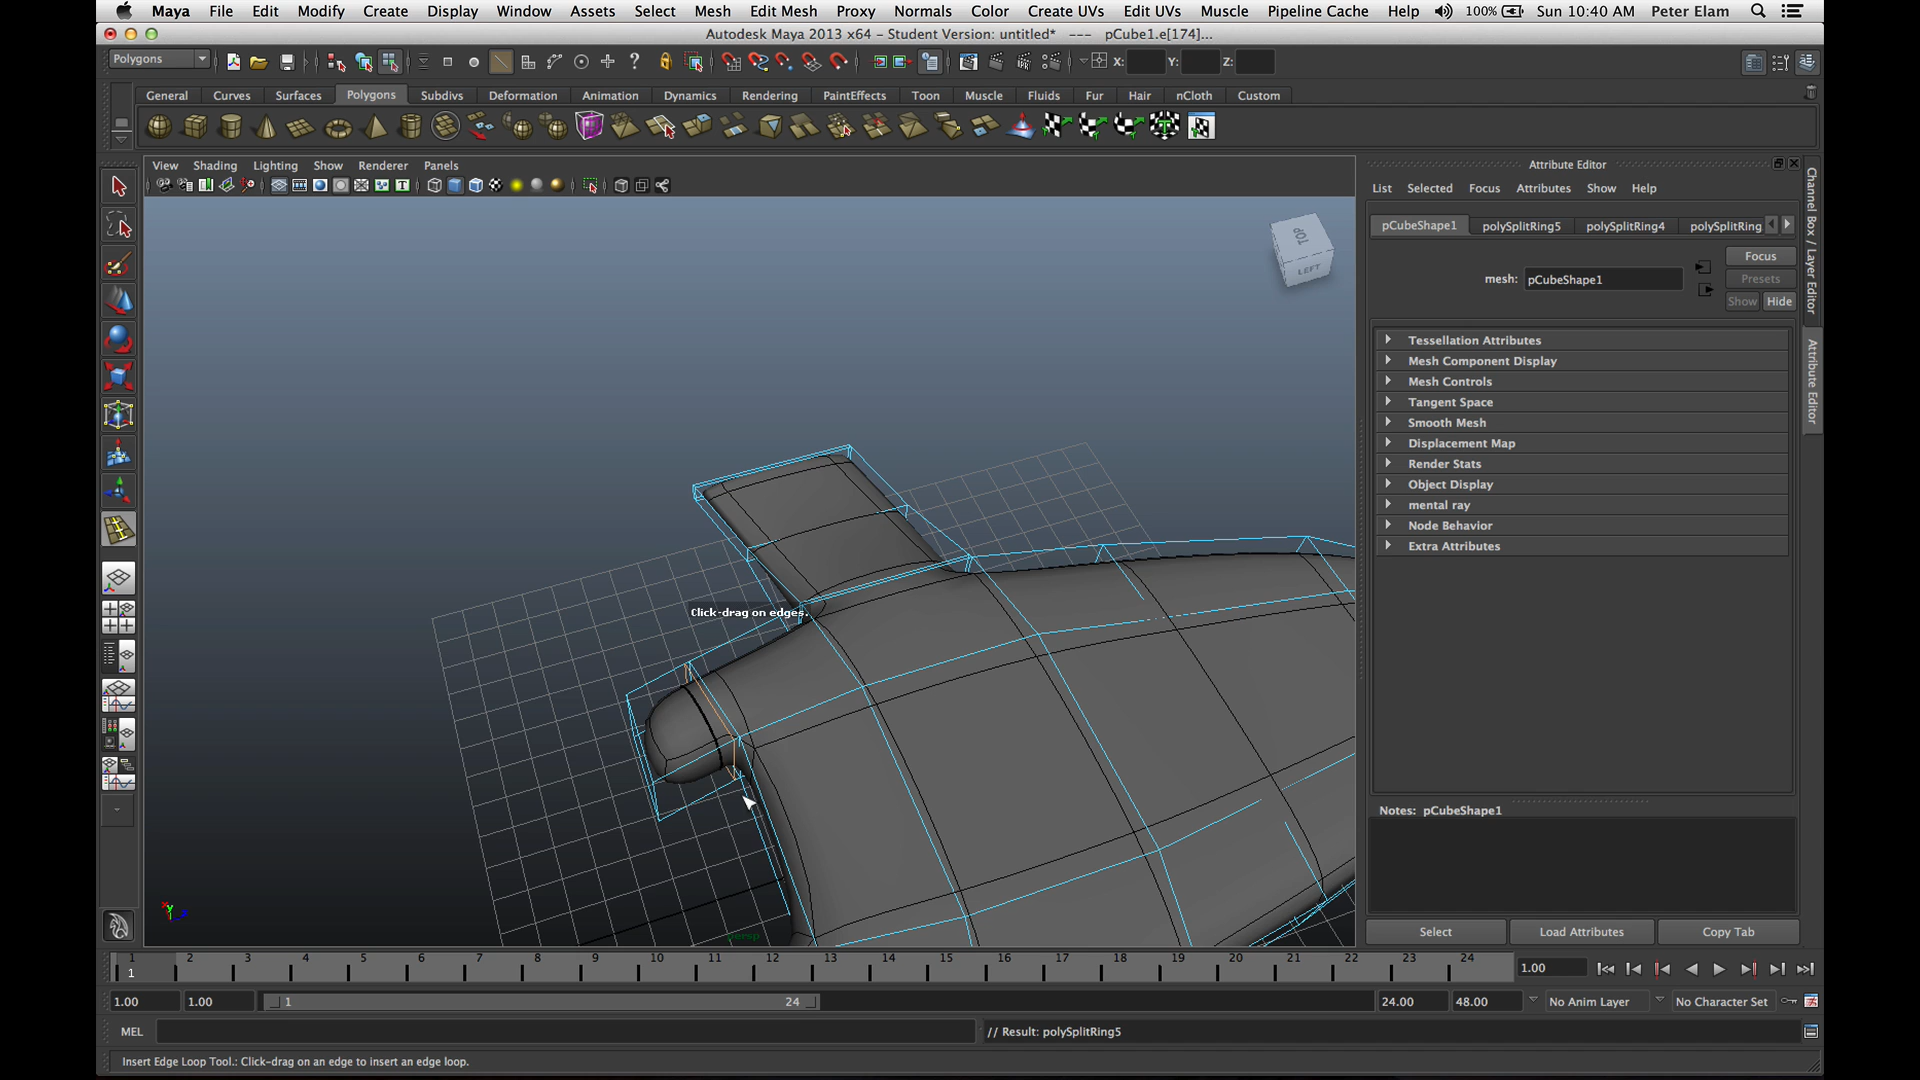 Maya File Edit Modify Create Display Window Assets Select Mesh Edit Mesh Proxy Normals Color Create UVs Edit UVs Muscle Pipeline Cache Help 100% Sun 10:40 AM Peter Elam
Autodesk Maya 2013 x64 - Student Version: untitled* --- pCube1.e[174]...
Polygons X: Y: Z:
General Curves Surfaces Polygons Subdivs Deformation Animation Dynamics Rendering PaintEffects Toon Muscle Fluids Fur Hair nCloth Custom
View Shading Lighting Show Renderer Panels
Attribute Editor
List Selected Focus Attributes Show Help
pCubeShape1 polySplitRing5 polySplitRing4 polySplitRing
Focus
mesh: pCubeShape1
Presets
Show Hide
TOP
LEFT
Tessellation Attributes
Mesh Component Display
Mesh Controls
Tangent Space
Smooth Mesh
Displacement Map
Render Stats
Object Display
mental ray
Node Behavior
Extra Attributes
Channel Box / Layer Editor
Attribute Editor
Click-drag on edges.
Notes: pCubeShape1
persp
Select Load Attributes Copy Tab
1 2 3 4 5 6 7 8 9 10 11 12 13 14 15 16 17 18 19 20 21 22 23 24
1 1.00
1.00 1.00 1 24 24.00 48.00 No Anim Layer No Character Set
MEL // Result: polySplitRing5
Insert Edge Loop Tool.: Click-drag on an edge to insert an edge loop.